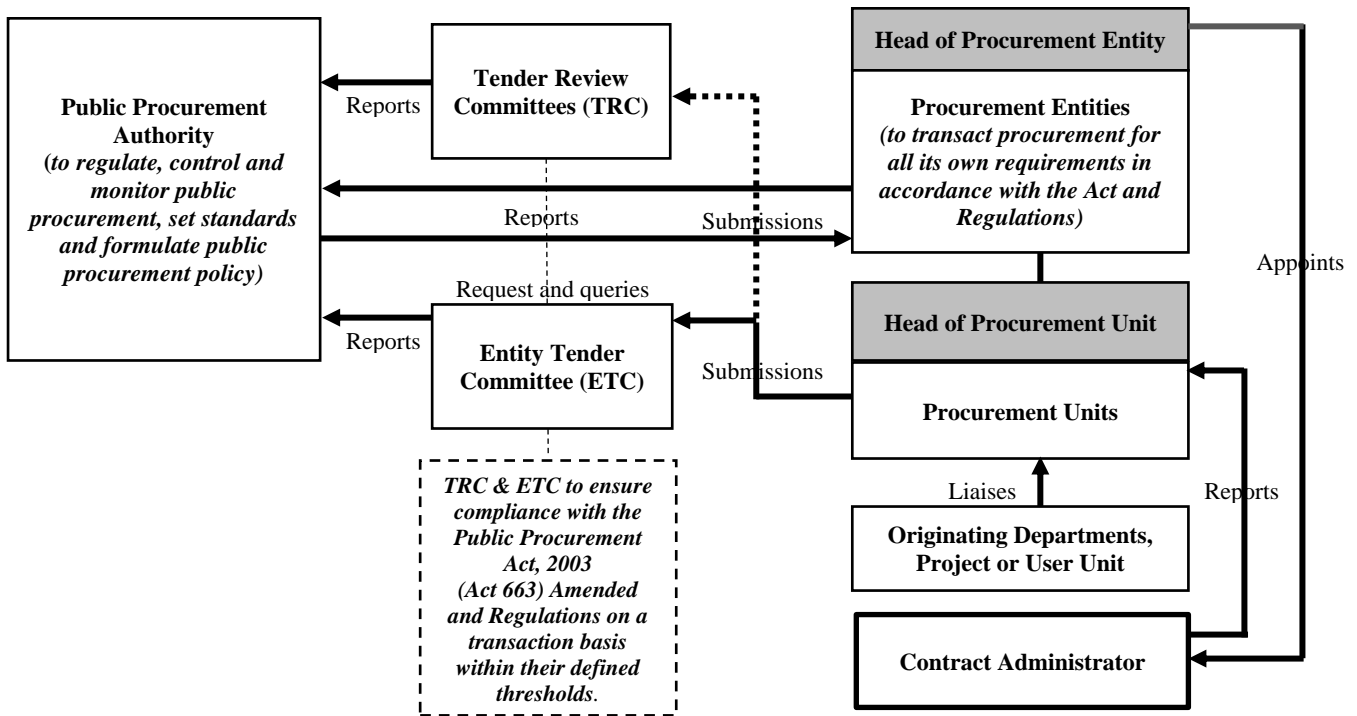 Public Procurement
Authority
(to regulate, control and
monitor public
procurement, set standards
and formulate public
procurement policy)
Reports
Tender Review
Committees (TRC)
Reports
Submissions
Request and queries
Reports
Entity Tender
Committee (ETC)
Submissions
TRC & ETC to ensure
compliance with the
Public Procurement
Act, 2003
(Act 663) Amended
and Regulations on a
transaction basis
within their defined
thresholds.
Head of Procurement Entity
Procurement Entities
(to transact procurement for
all its own requirements in
accordance with the Act and
Regulations)
Appoints
Head of Procurement Unit
Procurement Units
Liaises
Reports
Originating Departments,
Project or User Unit
Contract Administrator